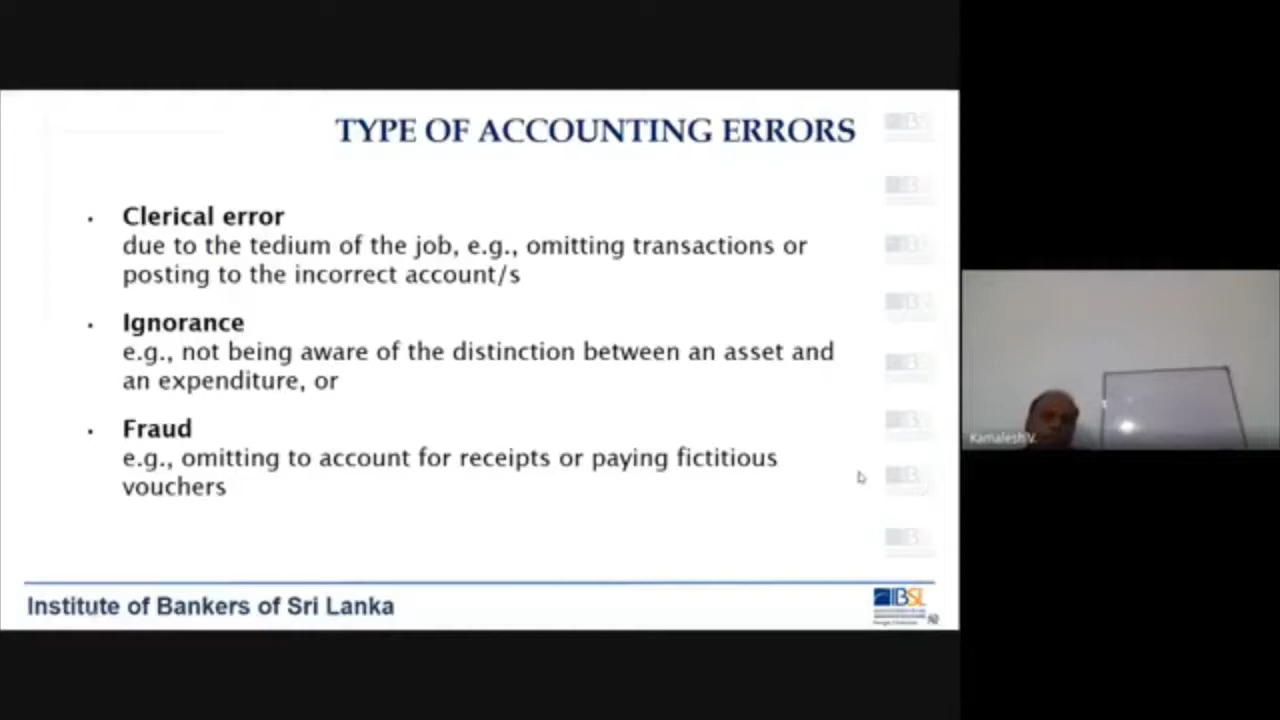 TYPE OF ACCOUNTING ERRORS
• Clerical error
due to the tedium of the job, e.g., omitting transactions or
posting to the incorrect account/s
• Ignorance
e.g., not being aware of the distinction between an asset and
an expenditure, or
• Fraud
e.g., omitting to account for receipts or paying fictitious
vouchers
Institute of Bankers of Sri Lanka
IBSL
Kamalesh V.